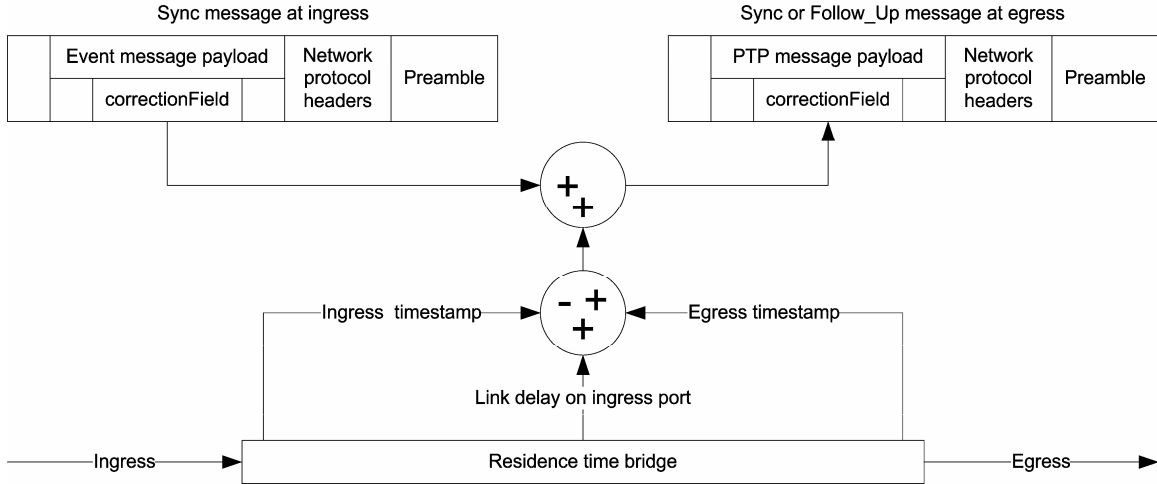 Sync message at ingress
Sync or Follow_Up message at egress
Event message payload
correctionField
Network
protocol
headers
Preamble
PTP message payload
correctionField
Network
protocol
headers
Preamble
+
+
Ingress timestamp
- +
+
Egress timestamp
Link delay on ingress port
Ingress
Residence time bridge
Egress